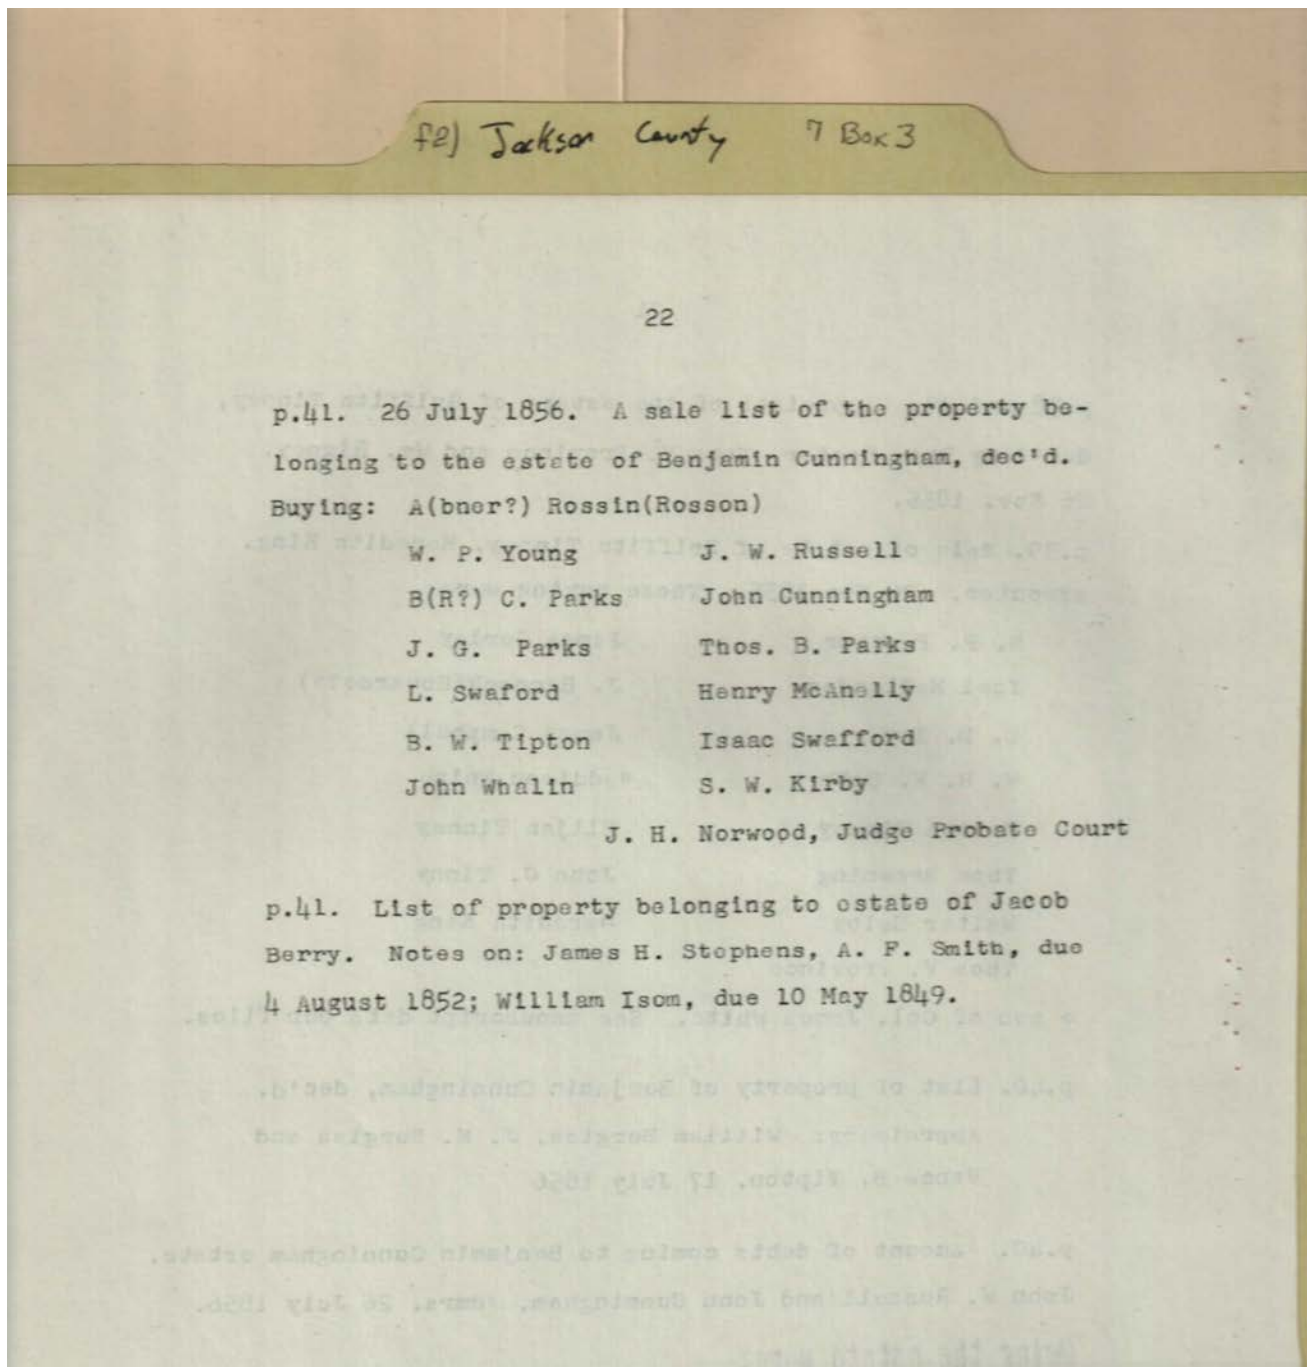 f2) Jackson County 7 Box 3
22
p.41. 26 July 1856. A sale list of the property be-
longing to the estate of Benjamin Cunningham, dec'd.
Buying: A(bner?) Rossin(Rosson)
W. P. Young J. W. Russell
B(R?) C. Parks John Cunningham
J. G. Parks Thos. B. Parks
L. Swaford Henry McAnelly
B. W. Tipton Isaac Swafford
John Whalin S. W. Kirby
J. H. Norwood, Judge Probate Court
p.41. List of property belonging to estate of Jacob
Berry. Notes on: James H. Stephens, A. F. Smith, due
4 August 1852; William Isom, due 10 May 1849.